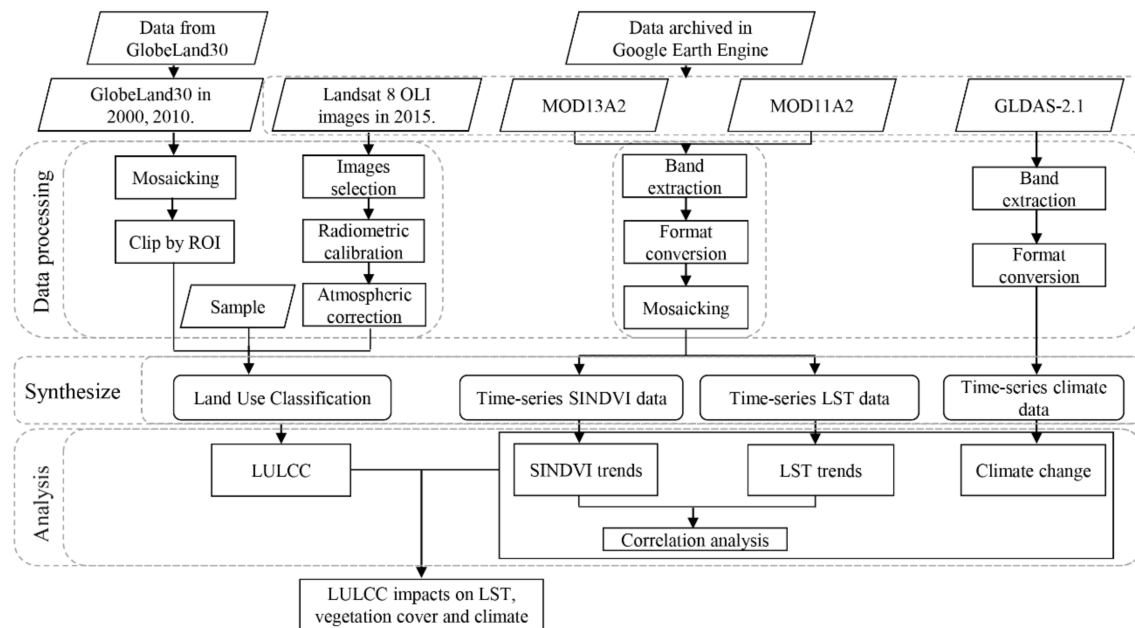 Data from
GlobeLand30
Data archived in
Google Earth Engine
GlobeLand30 in
2000, 2010.
Landsat 8 OLI
images in 2015.
MOD13A2
MOD11A2
GLDAS-2.1
Data processing
Mosaicking
Clip by ROI
Sample
Images
selection
Radiometric
calibration
Atmospheric
correction
Band
extraction
Format
conversion
Mosaicking
Band
extraction
Format
conversion
Synthesize
Land Use Classification
Time-series SINDVI data
Time-series LST data
Time-series climate
data
Analysis
LULCC
SINDVI trends
LST trends
Climate change
Correlation analysis
LULCC impacts on LST,
vegetation cover and climate